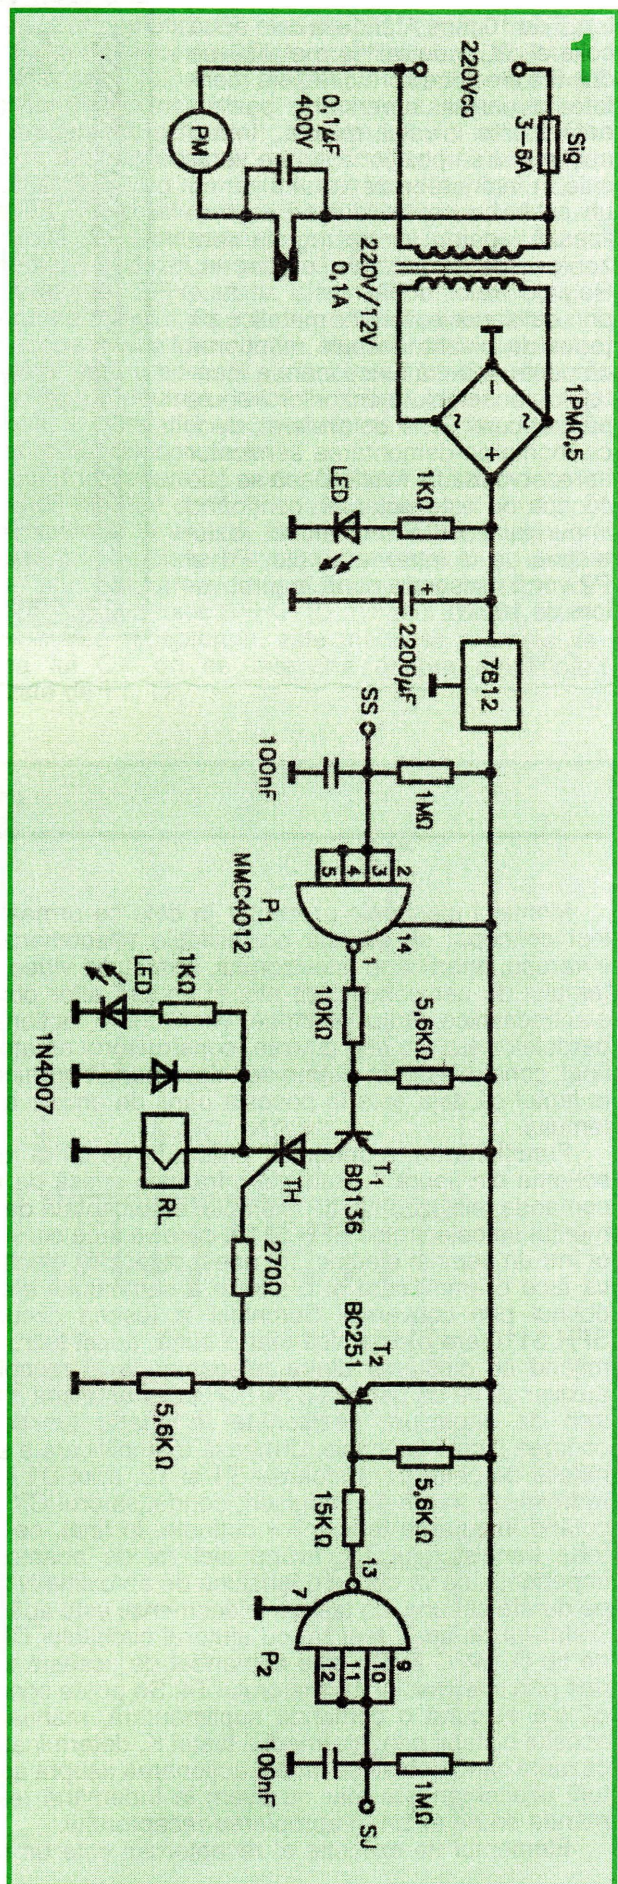 1
Sig
3–6A
220Vca
0,1µF
400V
PM
220V/12V
0,1A
1PM0,5
~
–
+
~
1KΩ
LED
+
2200µF
7812
SS
1MΩ
100nF
2
3
4
5
14
1
P1
MMC4012
10KΩ
5,6KΩ
T1
BD136
TH
1KΩ
LED
1N4007
RL
270Ω
T2
BC251
5,6KΩ
5,6KΩ
15KΩ
13
7
P2
9
10
11
12
1MΩ
100nF
SJ